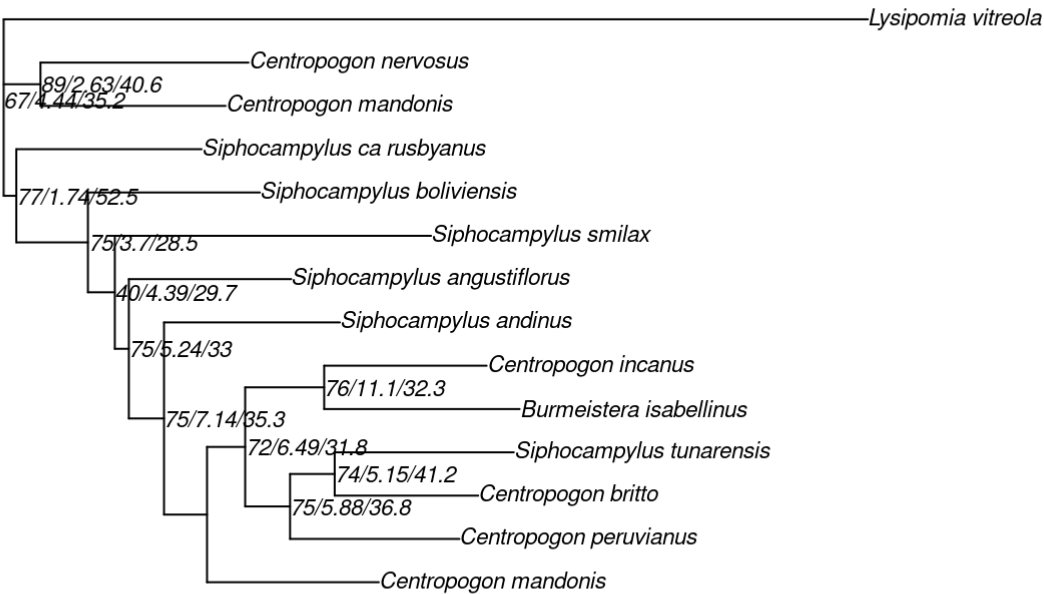 Lysipomia vitreola
Centropogon nervosus
89/2.63/40.6
67/4.44/35.2
Centropogon mandonis
Siphocampylus ca rusbyanus
Siphocampylus boliviensis
77/1.74/52.5
Siphocampylus smilax
75/3.7/28.5
Siphocampylus angustiflorus
40/4.39/29.7
Siphocampylus andinus
75/5.24/33
Centropogon incanus
76/11.1/32.3
Burmeistera isabellinus
75/7.14/35.3
72/6.49/31.8
Siphocampylus tunarensis
74/5.15/41.2
Centropogon britto
75/5.88/36.8
Centropogon peruvianus
Centropogon mandonis